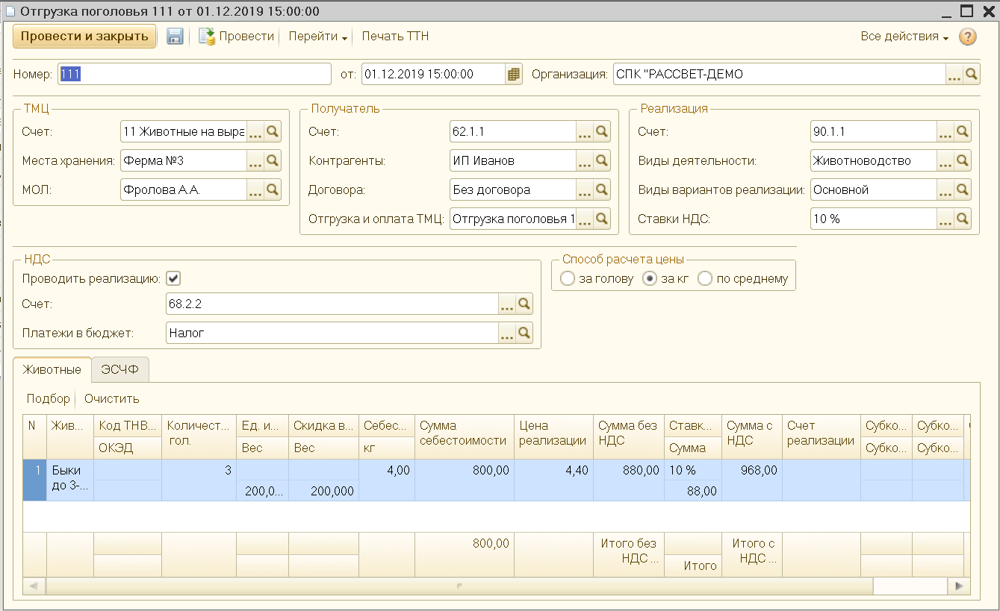 Отгрузка поголовья 111 от 01.12.2019 15:00:00
Провести и закрыть Провести Перейти Печать ТТН Все действия ?
Номер: 111 от: 01.12.2019 15:00:00 Организация: СПК "РАССВЕТ-ДЕМО ...
ТМЦ Получатель Реализация
Счет: 11 Животные на выра ... Счет: 62.1.1 ... Счет: 90.1.1 ...
Места хранения: Ферма №3 ... Контрагенты: ИП Иванов ... Виды деятельности: Животноводство ...
МОЛ: Фролова А.А. ... Договора: Без договора ... Виды вариантов реализации: Основной ...
Отгрузка и оплата ТМЦ: Отгрузка поголовья 1 ... Ставки НДС: 10 % ...
НДС Способ расчета цены
Проводить реализацию: за голову за кг по среднему
Счет: 68.2.2 ...
Платежи в бюджет: Налог ...
Животные ЭСЧФ
Подбор Очистить
N Жив... Код ТНВ... Количест... Ед. и... Скидка в... Себес... Сумма Цена Сумма без Ставк... Сумма с Счет Субко... Субко...
гол. себестоимости реализации НДС НДС реализации
ОКЭД Вес Вес кг Сумма Субко... Субко...
1 Быки 3 4,00 800,00 4,40 880,00 10 % 968,00
до 3-... 200,0... 200,000 88,00
800,00 Итого без Итого с
НДС ... НДС ...
Итого